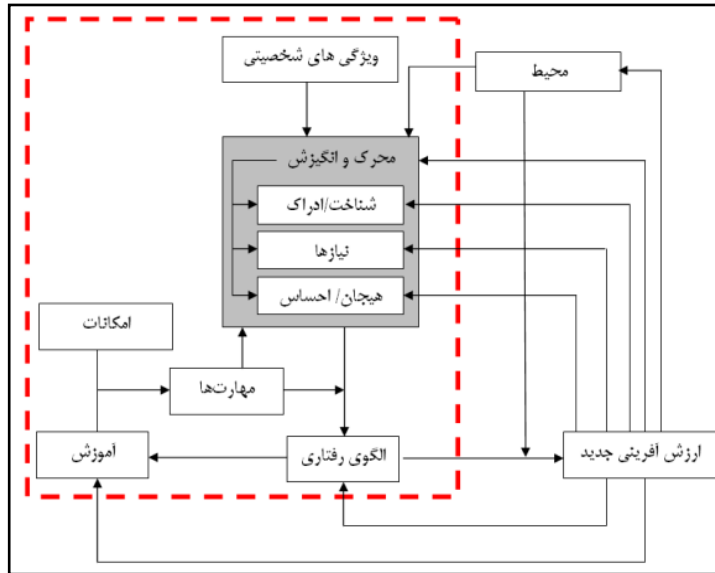 ویژگی های شخصیتی
محیط
محرک و انگیزش
شناخت/ادراک
نیازها
هیجان/ احساس
امکانات
مهارت‌ها
آموزش
الگوی رفتاری
ارزش آفرینی جدید